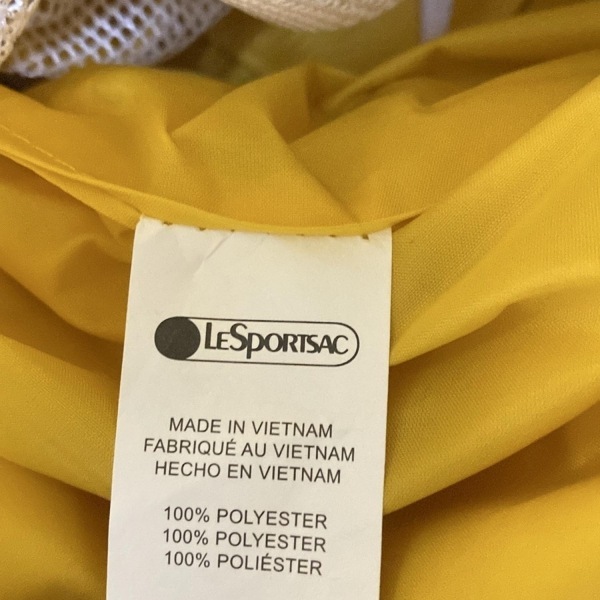 LESPORTSAC
MADE IN VIETNAM
FABRIQUÉ AU VIETNAM
HECHO EN VIETNAM
100% POLYESTER
100% POLYESTER
100% POLIÉSTER